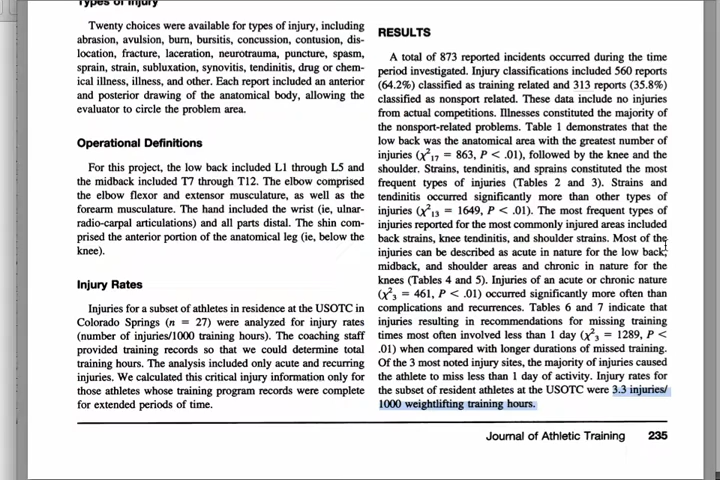 Types of Injury
Twenty choices were available for types of injury, including
abrasion, avulsion, burn, bursitis, concussion, contusion, dis-
location, fracture, laceration, neurotrauma, puncture, spasm,
sprain, strain, subluxation, synovitis, tendinitis, drug or chem-
ical illness, illness, and other. Each report included an anterior
and posterior drawing of the anatomical body, allowing the
evaluator to circle the problem area.
Operational Definitions
For this project, the low back included L1 through L5 and
the midback included T7 through T12. The elbow comprised
the elbow flexor and extensor musculature, as well as the
forearm musculature. The hand included the wrist (ie, ulnar-
radio-carpal articulations) and all parts distal. The shin com-
prised the anterior portion of the anatomical leg (ie, below the
knee).
Injury Rates
Injuries for a subset of athletes in residence at the USOTC in
Colorado Springs (n = 27) were analyzed for injury rates
(number of injuries/1000 training hours). The coaching staff
provided training records so that we could determine total
training hours. The analysis included only acute and recurring
injuries. We calculated this critical injury information only for
those athletes whose training program records were complete
for extended periods of time.
RESULTS
A total of 873 reported incidents occurred during the time
period investigated. Injury classifications included 560 reports
(64.2%) classified as training related and 313 reports (35.8%)
classified as nonsport related. These data include no injuries
from actual competitions. Illnesses constituted the majority of
the nonsport-related problems. Table 1 demonstrates that the
low back was the anatomical area with the greatest number of
injuries (χ²₁₇ = 863, P < .01), followed by the knee and the
shoulder. Strains, tendinitis, and sprains constituted the most
frequent types of injuries (Tables 2 and 3). Strains and
tendinitis occurred significantly more than other types of
injuries (χ²₁₃ = 1649, P < .01). The most frequent types of
injuries reported for the most commonly injured areas included
back strains, knee tendinitis, and shoulder strains. Most of the
injuries can be described as acute in nature for the low back,
midback, and shoulder areas and chronic in nature for the
knees (Tables 4 and 5). Injuries of an acute or chronic nature
(χ²₃ = 461, P < .01) occurred significantly more often than
complications and recurrences. Tables 6 and 7 indicate that
injuries resulting in recommendations for missing training
times most often involved less than 1 day (χ²₃ = 1289, P <
.01) when compared with longer durations of missed training.
Of the 3 most noted injury sites, the majority of injuries caused
the athlete to miss less than 1 day of activity. Injury rates for
the subset of resident athletes at the USOTC were 3.3 injuries/
1000 weightlifting training hours.
Journal of Athletic Training 235